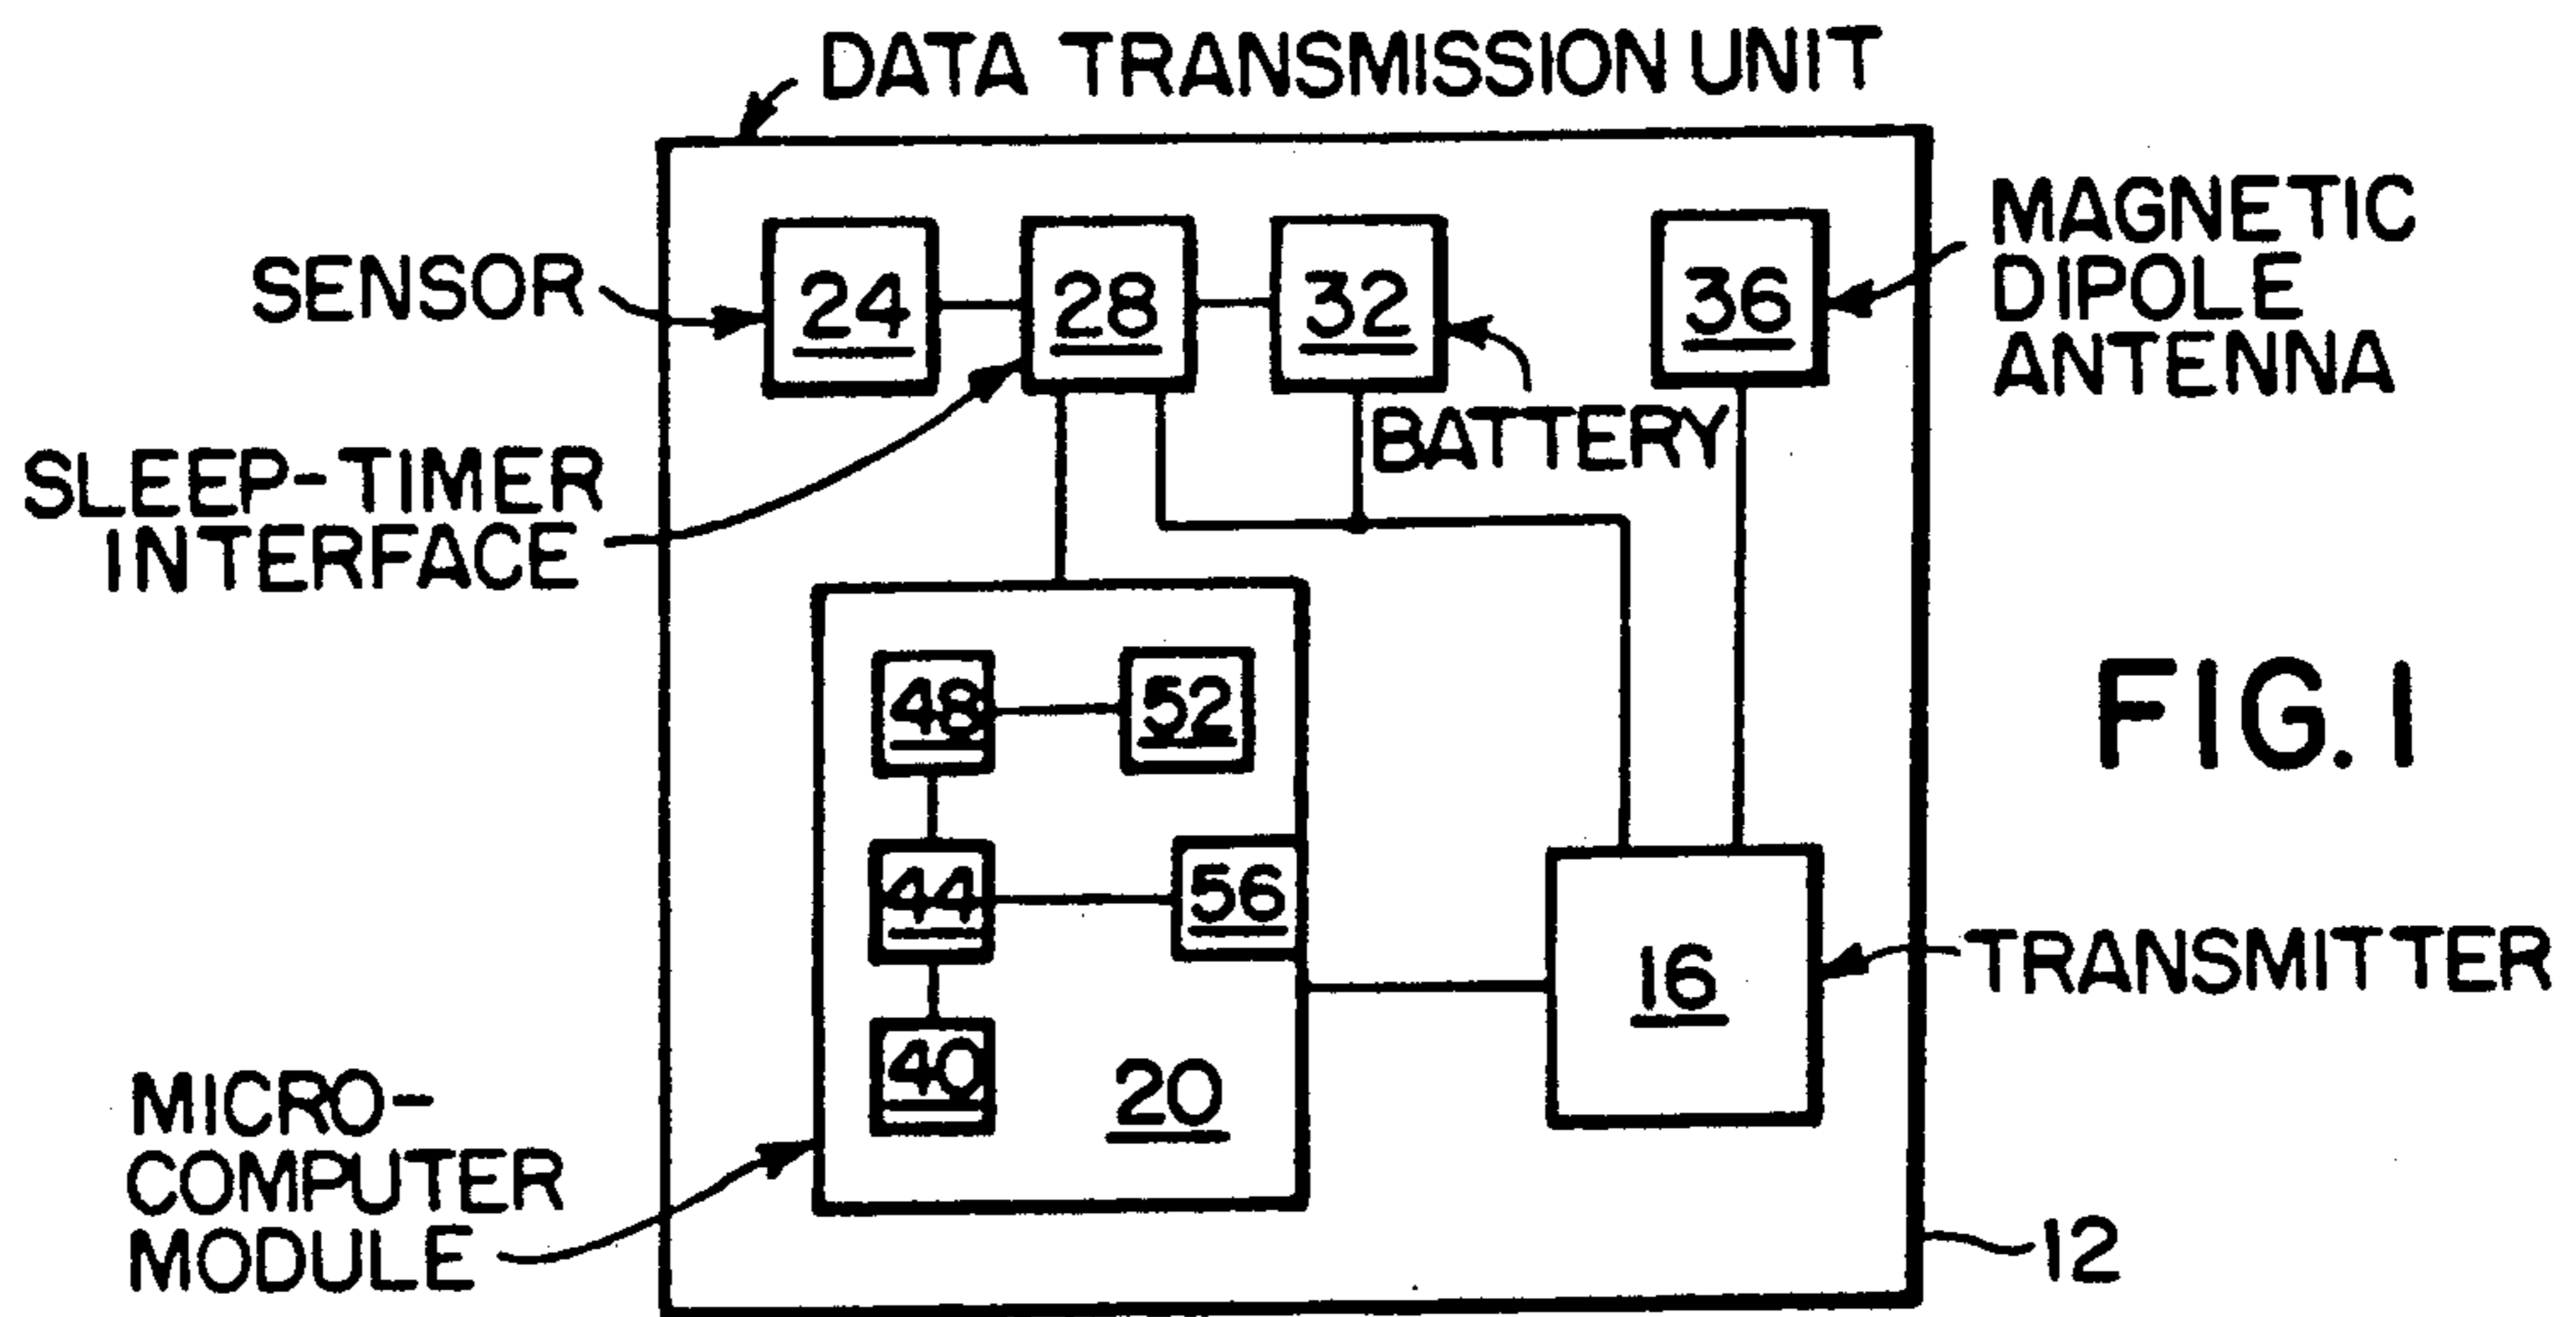 DATA TRANSMISSION UNIT
SENSOR
24
28
32
36
MAGNETIC
DIPOLE
ANTENNA
BATTERY
SLEEP-TIMER
INTERFACE
48
52
44
56
40
20
16
TRANSMITTER
FIG. 1
MICRO-
COMPUTER
MODULE
12